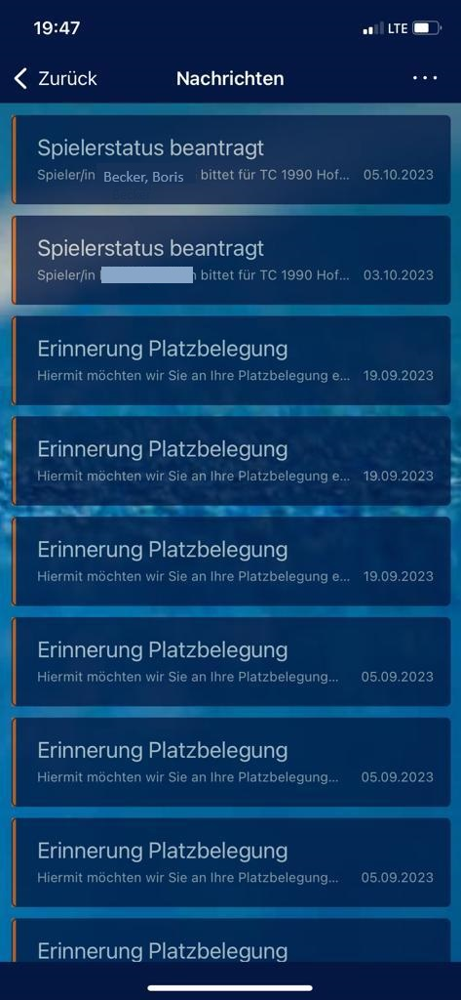 19:47
LTE
Zurück
Nachrichten
...
Spielerstatus beantragt
Spieler/in Becker, Boris bittet für TC 1990 Hof... 05.10.2023
Spielerstatus beantragt
Spieler/in bittet für TC 1990 Hof... 03.10.2023
Erinnerung Platzbelegung
Hiermit möchten wir Sie an Ihre Platzbelegung e... 19.09.2023
Erinnerung Platzbelegung
Hiermit möchten wir Sie an Ihre Platzbelegung e... 19.09.2023
Erinnerung Platzbelegung
Hiermit möchten wir Sie an Ihre Platzbelegung e... 19.09.2023
Erinnerung Platzbelegung
Hiermit möchten wir Sie an Ihre Platzbelegung... 05.09.2023
Erinnerung Platzbelegung
Hiermit möchten wir Sie an Ihre Platzbelegung... 05.09.2023
Erinnerung Platzbelegung
Hiermit möchten wir Sie an Ihre Platzbelegung... 05.09.2023
Erinnerung Platzbelegung